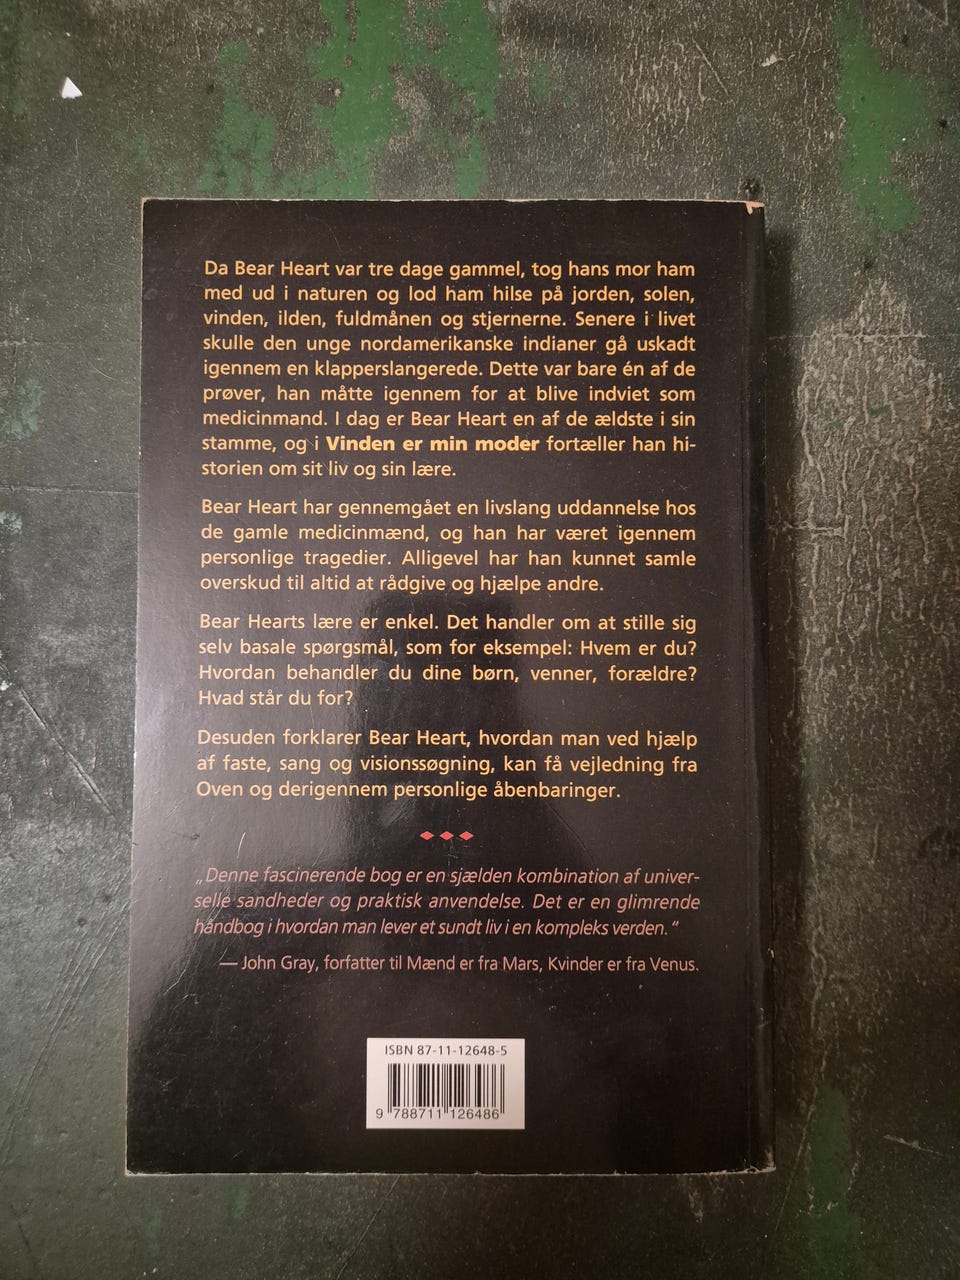 Da Bear Heart var tre dage gammel, tog hans mor ham
med ud i naturen og lod ham hilse på jorden, solen,
vinden, ilden, fuldmånen og stjernerne. Senere i livet
skulle den unge nordamerikanske indianer gå uskadt
igennem en klapperslangerede. Dette var bare én af de
prøver, han måtte igennem for at blive indviet som
medicinmand. I dag er Bear Heart en af de ældste i sin
stamme, og i Vinden er min moder fortæller han hi-
storien om sit liv og sin lære.
Bear Heart har gennemgået en livslang uddannelse hos
de gamle medicinmænd, og han har været igennem
personlige tragedier. Alligevel har han kunnet samle
overskud til altid at rådgive og hjælpe andre.
Bear Hearts lære er enkel. Det handler om at stille sig
selv basale spørgsmål, som for eksempel: Hvem er du?
Hvordan behandler du dine børn, venner, forældre?
Hvad står du for?
Desuden forklarer Bear Heart, hvordan man ved hjælp
af faste, sang og visionssøgning, kan få vejledning fra
Oven og derigennem personlige åbenbaringer.
„Denne fascinerende bog er en sjælden kombination af univer-
selle sandheder og praktisk anvendelse. Det er en glimrende
håndbog i hvordan man lever et sundt liv i en kompleks verden.“
— John Gray, forfatter til Mænd er fra Mars, Kvinder er fra Venus.
ISBN 87-11-12648-5
9 788711 126486